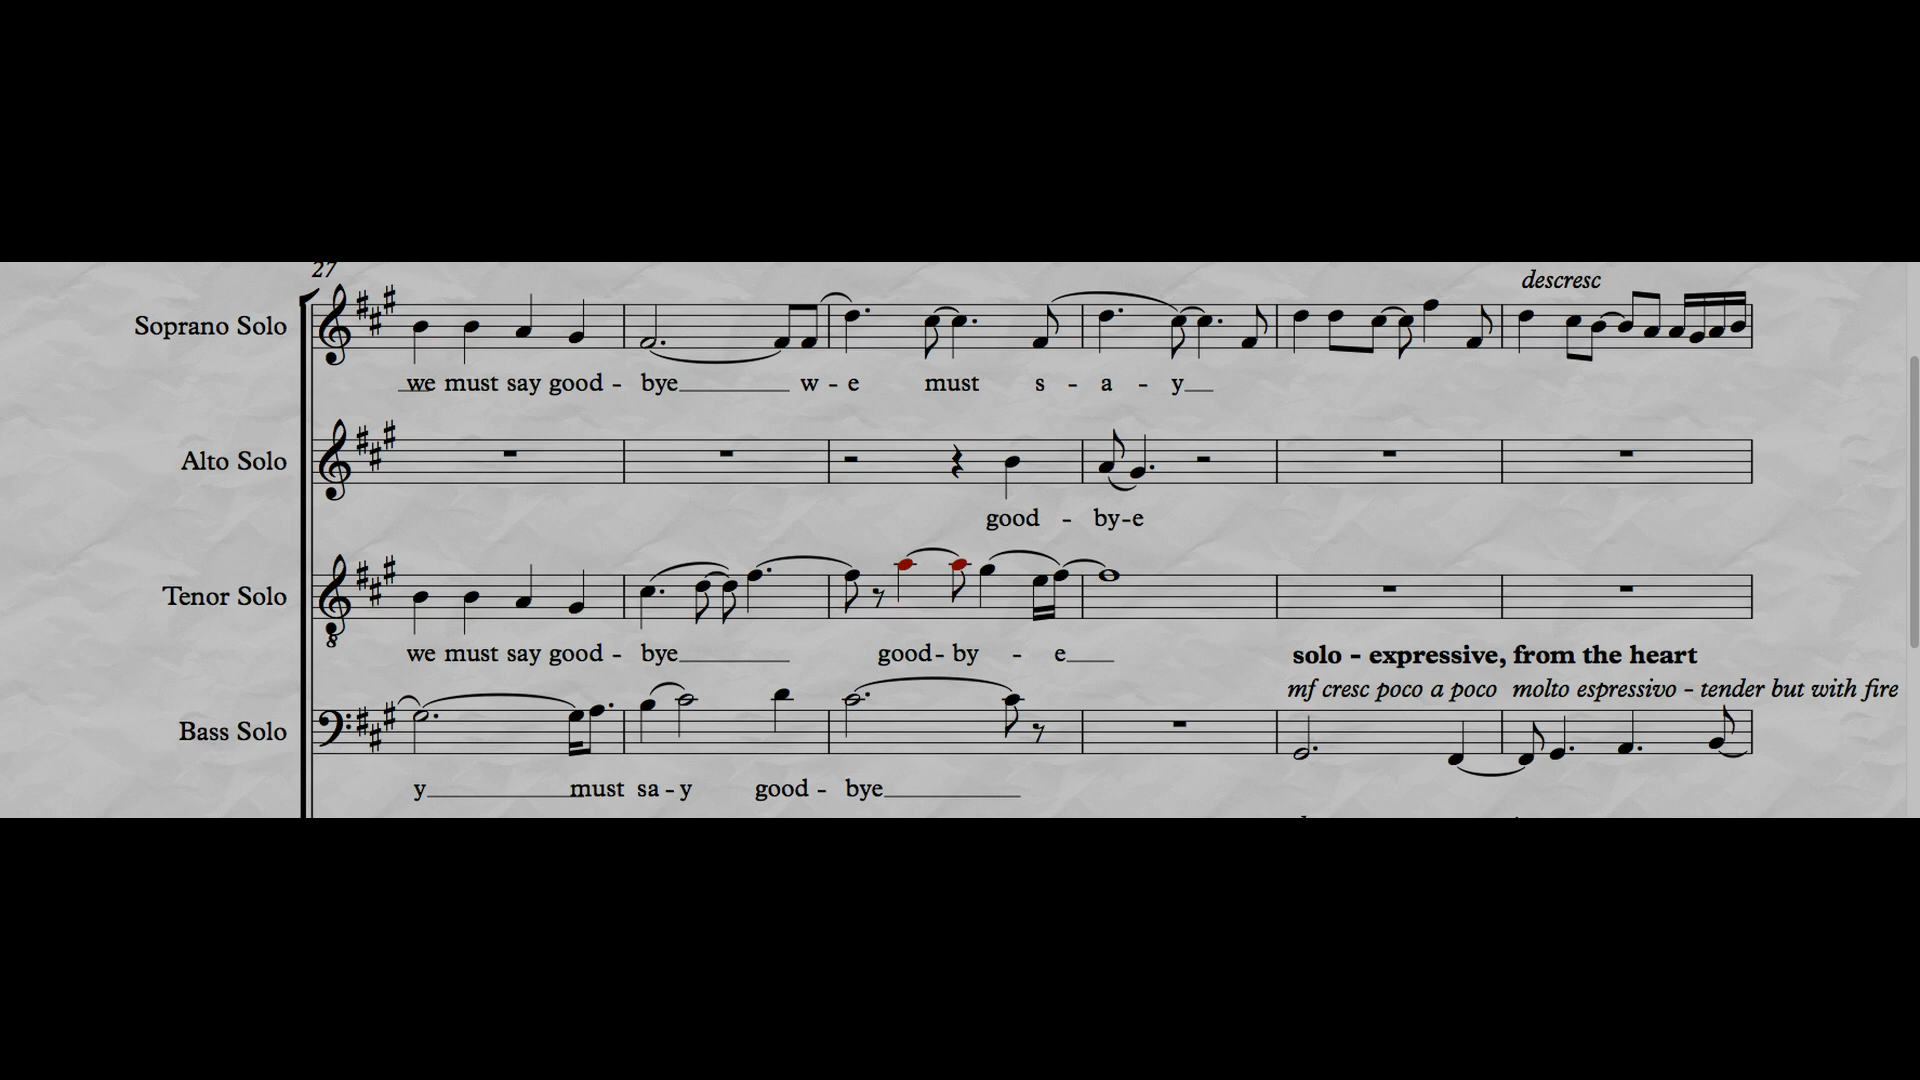 27
descresc
Soprano Solo
we must say good - bye w - e must s - a - y
Alto Solo
good - by-e
Tenor Solo
we must say good - bye good- by - e
solo - expressive, from the heart
mf cresc poco a poco molto espressivo - tender but with fire
Bass Solo
y must sa - y good - bye